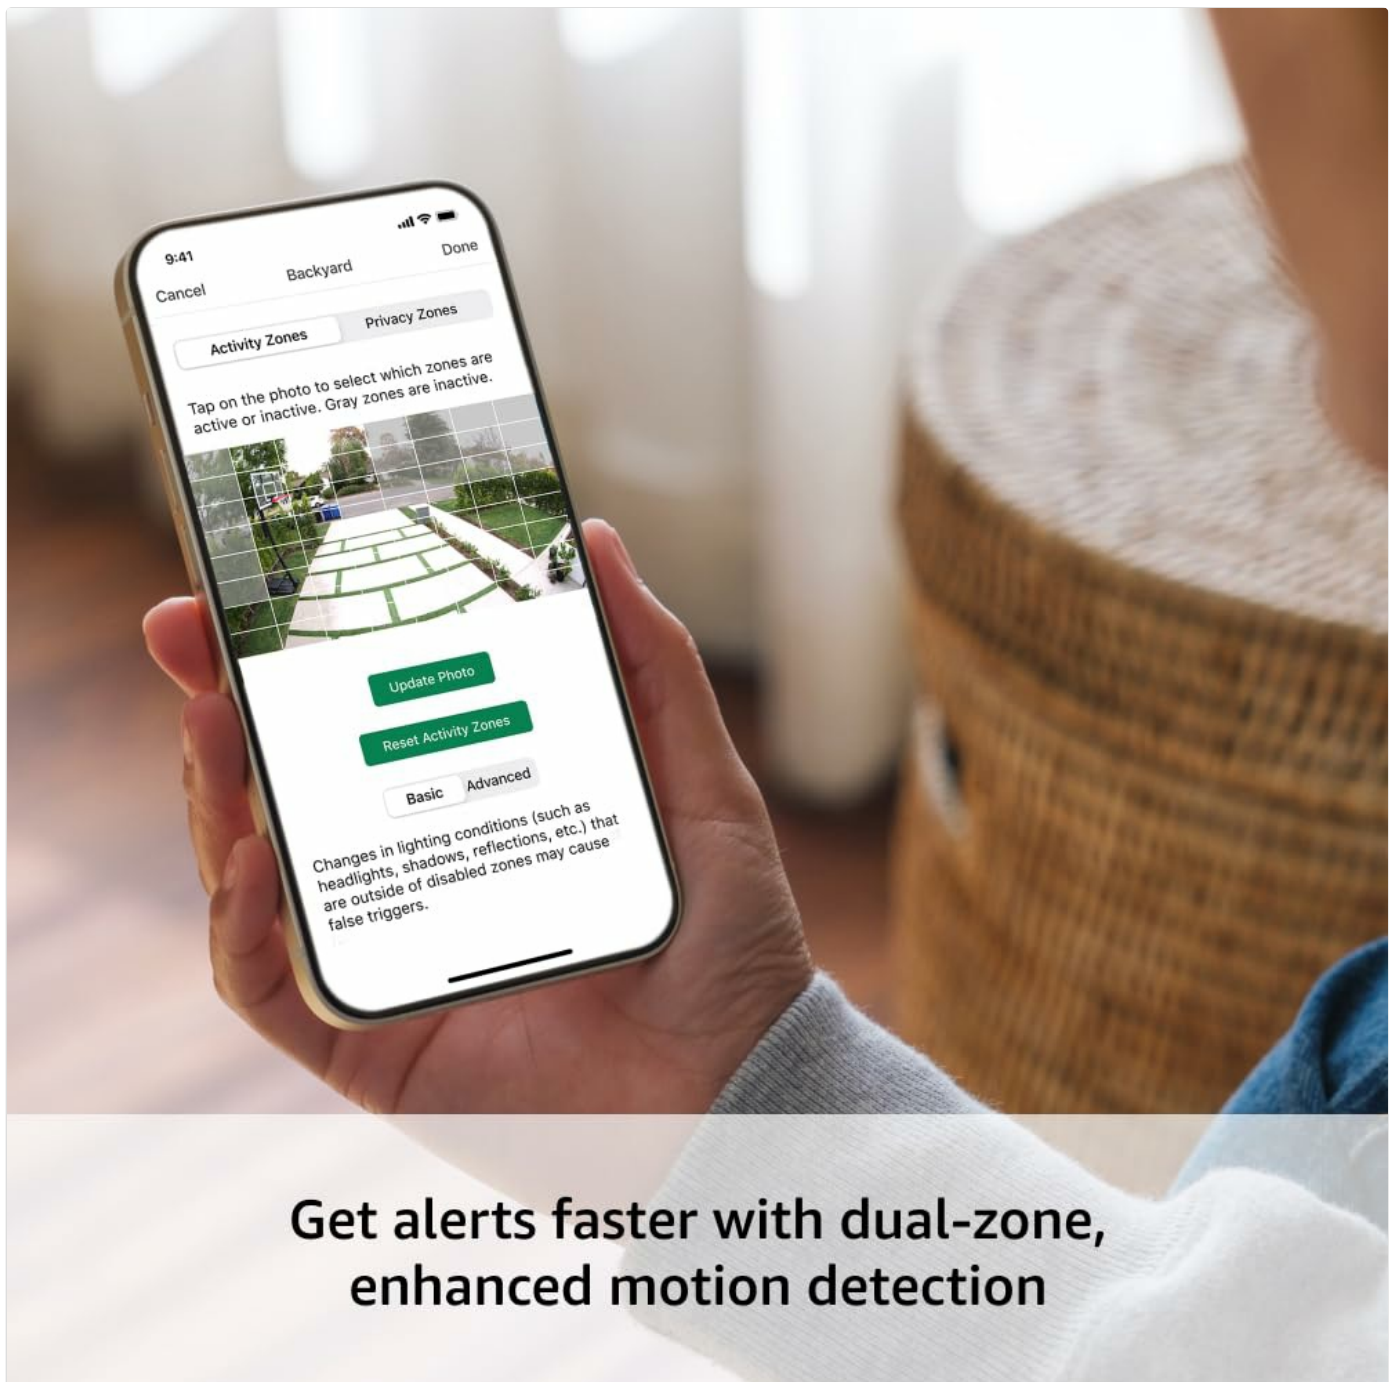 9:41
Cancel
Backyard
Done
Activity Zones
Privacy Zones
Tap on the photo to select which zones are
active or inactive. Gray zones are inactive.
Update Photo
Reset Activity Zones
Basic
Advanced
Changes in lighting conditions (such as
headlights, shadows, reflections, etc.) that
are outside of disabled zones may cause
false triggers.
Get alerts faster with dual-zone,
enhanced motion detection